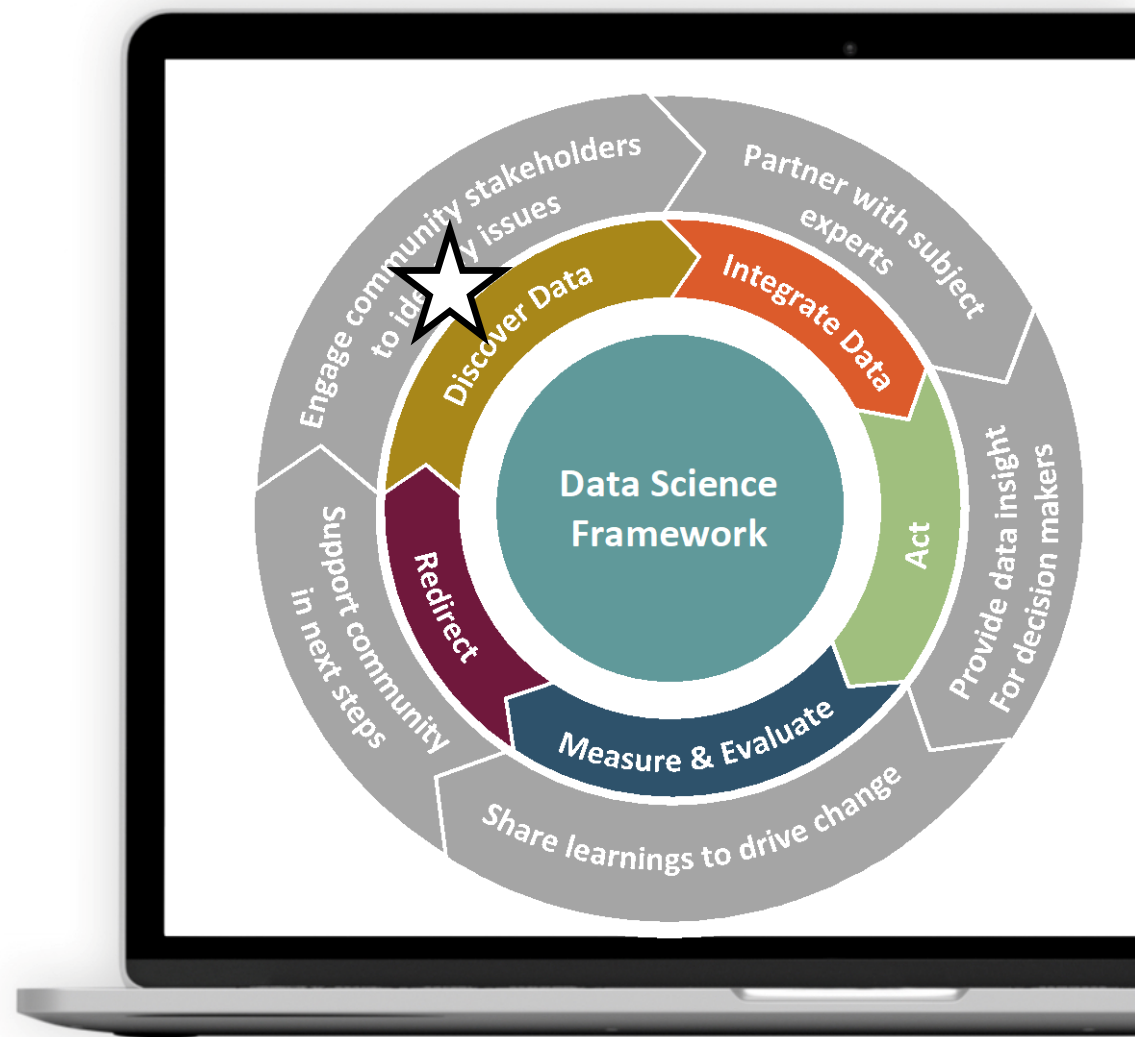 Engage community stakeholders
to issues
Partner with subject
experts
Discover Data
Integrate Data
Data Science
Framework
Act
Provide data insight
For decision makers
Redirect
Support community
in next steps
Measure & Evaluate
Share learnings to drive change